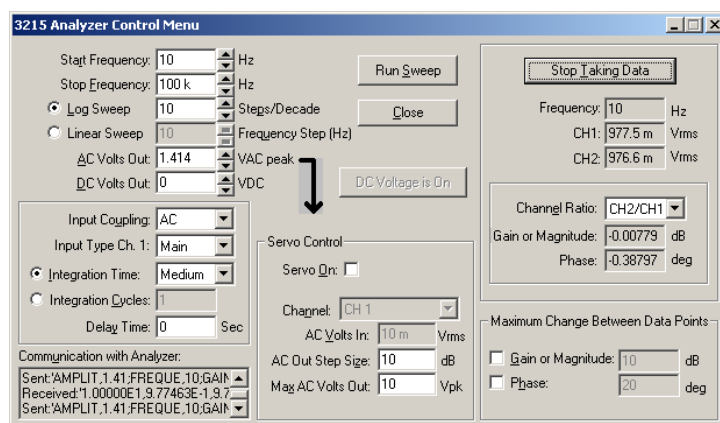 3215 Analyzer Control Menu
Start Frequency: 10 Hz
Stop Frequency: 100 k Hz
Log Sweep 10 Steps/Decade
Linear Sweep 10 Frequency Step (Hz)
AC Volts Out: 1.414 VAC peak
DC Volts Out: 0 VDC
Run Sweep
Close
DC Voltage is On
Input Coupling: AC
Input Type Ch. 1: Main
Integration Time: Medium
Integration Cycles: 1
Delay Time: 0 Sec
Communication with Analyzer:
Sent:'AMPLIT,1.41;FREQUE,10;GAIN
Received:'1.00000E1,9.77463E-1,9.7
Sent:'AMPLIT,1.41;FREQUE,10;GAIN
Servo Control
Servo On:
Channel: CH 1
AC Volts In: 10 m Vrms
AC Out Step Size: 10 dB
Max AC Volts Out: 10 Vpk
Stop Taking Data
Frequency: 10 Hz
CH1: 977.5 m Vrms
CH2: 976.6 m Vrms
Channel Ratio: CH2/CH1
Gain or Magnitude: -0.00779 dB
Phase: -0.38797 deg
Maximum Change Between Data Points
Gain or Magnitude: 10 dB
Phase: 20 deg